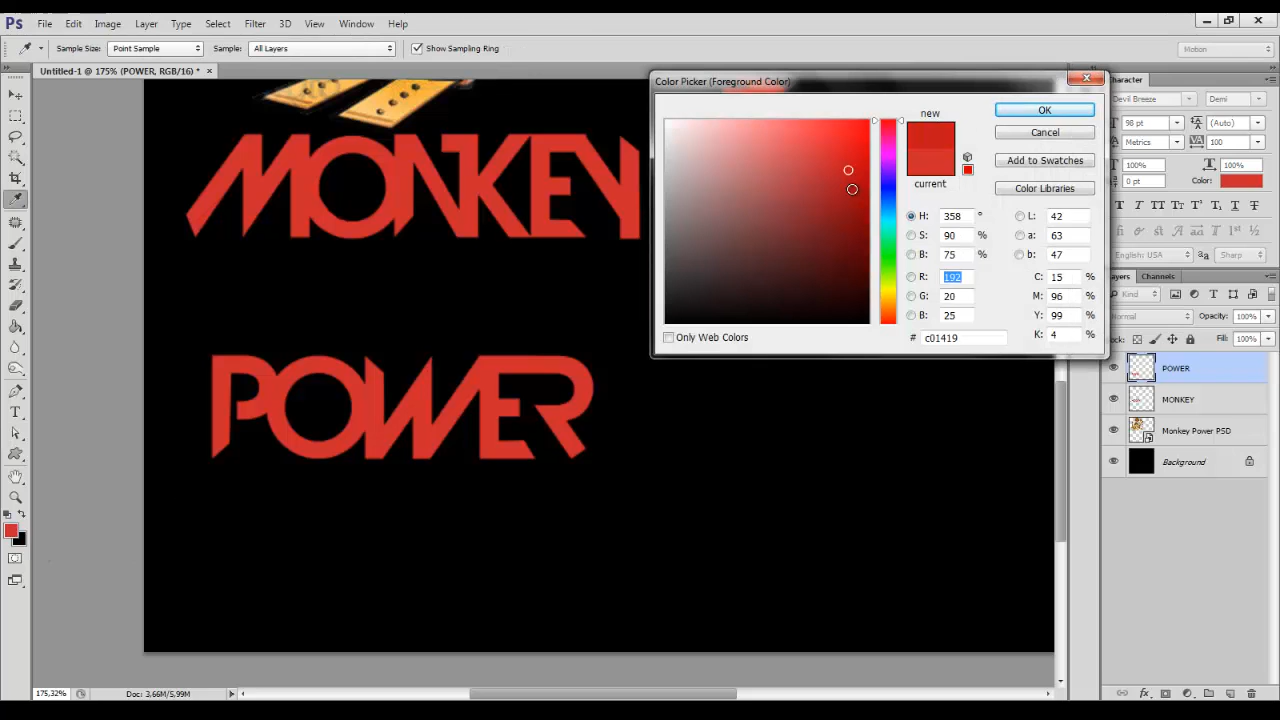 Ps File Edit Image Layer Type Select Filter 3D View Window Help
Sample Size: Point Sample Sample: All Layers Show Sampling Ring Motion
Untitled-1 @ 175% (POWER, RGB/16) * ×
Color Picker (Foreground Color)
MONKEY
POWER
new
current
OK
Cancel
Add to Swatches
Color Libraries
H: 358 °
S: 90 %
B: 75 %
R: 192
G: 20
B: 25
L: 42
a: 63
b: 47
C: 15 %
M: 96 %
Y: 99 %
K: 4 %
# c01419
Only Web Colors
Character
Devil Breeze Demi
98 pt (Auto)
Metrics 100
100% 100%
0 pt Color:
English: USA Sharp
Layers Channels
Kind
Normal Opacity: 100%
Fill: 100%
POWER
MONKEY
Monkey Power PSD
Background
175,32% Doc: 3,66M/5,99M